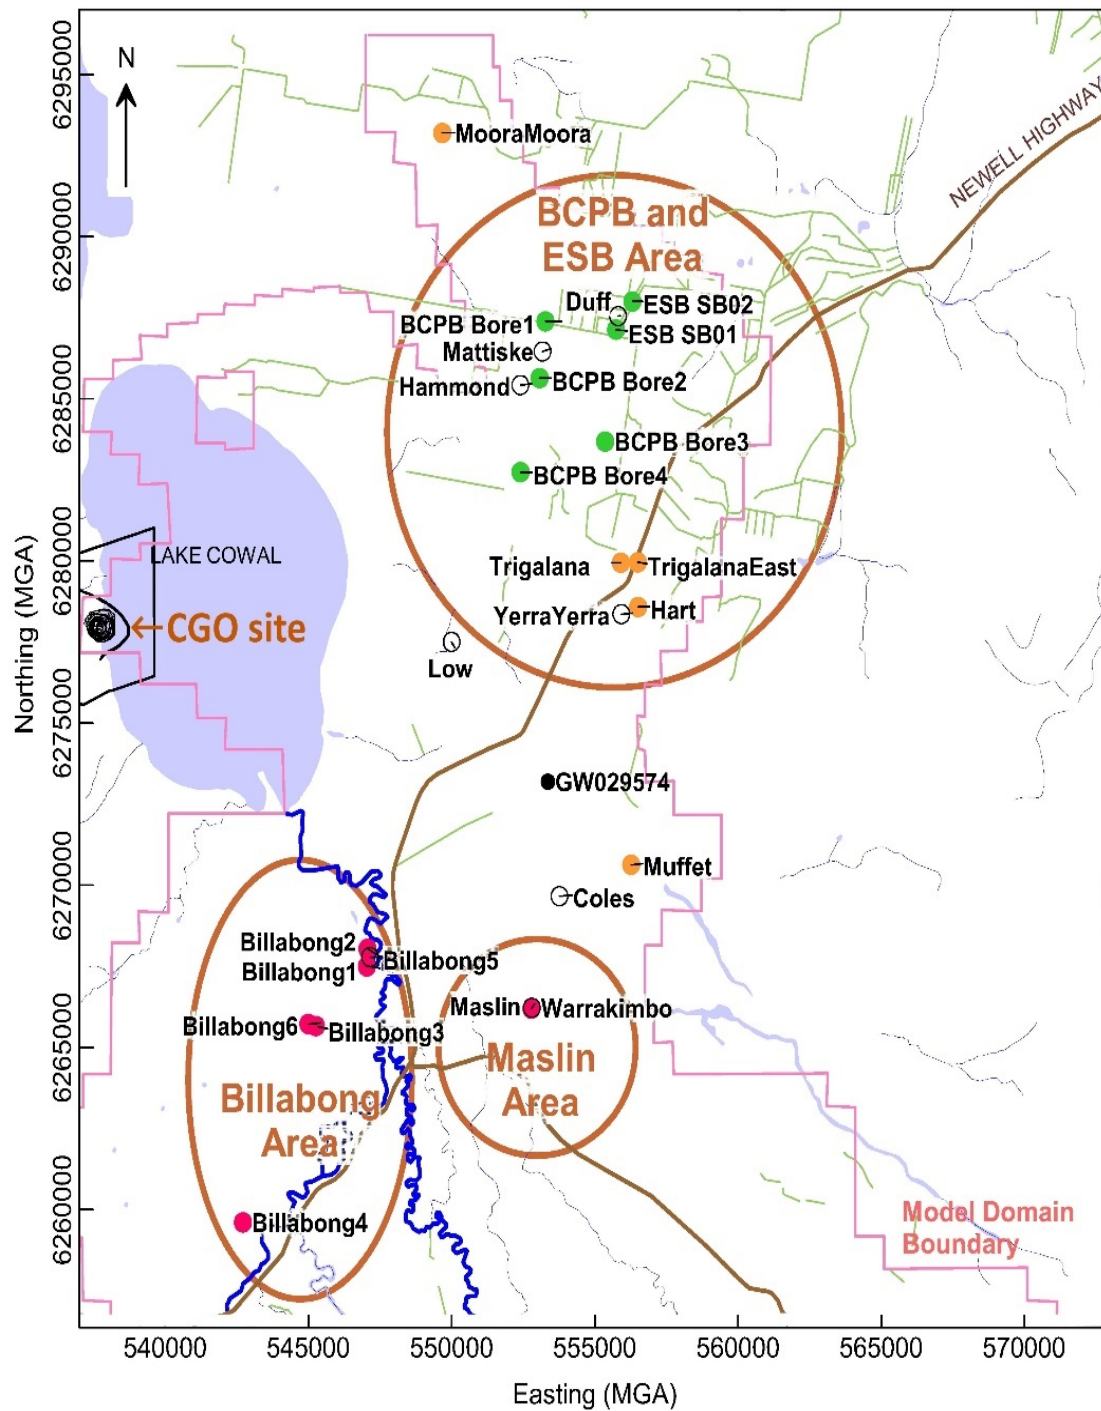 N
MooraMoora
NEWELL HIGHWAY
BCPB and
ESB Area
Duff
ESB SB02
BCPB Bore1
ESB SB01
Mattiske
Hammond
BCPB Bore2
BCPB Bore3
BCPB Bore4
LAKE COWAL
Trigalana
TrigalanaEast
YerraYerra
Hart
CGO site
Low
GW029574
Muffet
Coles
Billabong2
Billabong5
Billabong1
Maslin
Warrakimbo
Billabong6
Billabong3
Maslin
Area
Billabong
Area
Billabong4
Model Domain
Boundary
Northing (MGA)
6295000
6290000
6285000
6280000
6275000
6270000
6265000
6260000
540000
545000
550000
555000
560000
565000
570000
Easting (MGA)